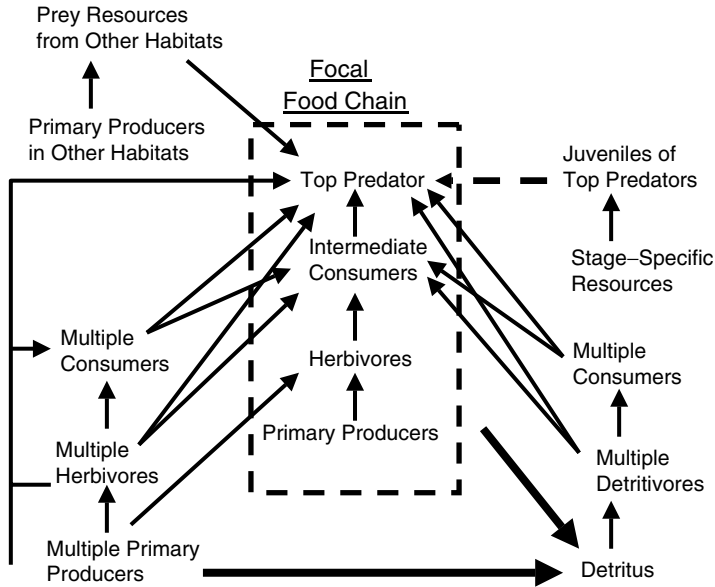 Prey Resources
from Other Habitats
Focal
Food Chain
Primary Producers
in Other Habitats
Juveniles of
Top Predators
Top Predator
Intermediate
Consumers
Stage–Specific
Resources
Multiple
Consumers
Herbivores
Multiple
Consumers
Primary Producers
Multiple
Herbivores
Multiple
Detritivores
Multiple Primary
Producers
Detritus